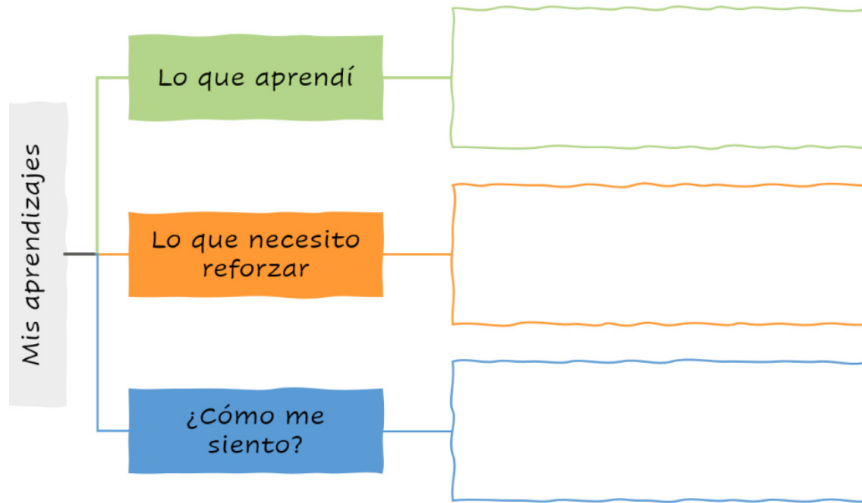 Mis aprendizajes
Lo que aprendí
Lo que necesito
reforzar
¿Cómo me
siento?